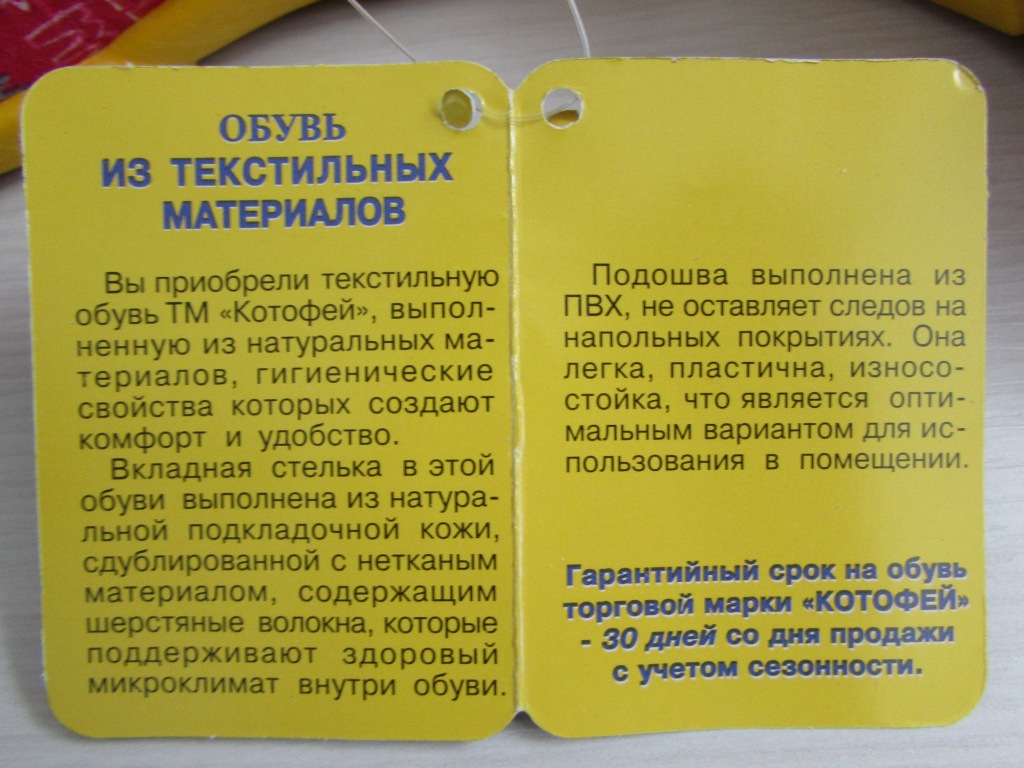 ОБУВЬ
ИЗ ТЕКСТИЛЬНЫХ
МАТЕРИАЛОВ
Вы приобрели текстильную
обувь ТМ «Котофей», выпол-
ненную из натуральных ма-
териалов, гигиенические
свойства которых создают
комфорт и удобство.
Вкладная стелька в этой
обуви выполнена из натура-
льной подкладочной кожи,
сдублированной с нетканым
материалом, содержащим
шерстяные волокна, которые
поддерживают здоровый
микроклимат внутри обуви.
Подошва выполнена из
ПВХ, не оставляет следов на
напольных покрытиях. Она
легка, пластична, износо-
стойка, что является опти-
мальным вариантом для ис-
пользования в помещении.
Гарантийный срок на обувь
торговой марки «КОТОФЕЙ»
- 30 дней со дня продажи
с учетом сезонности.